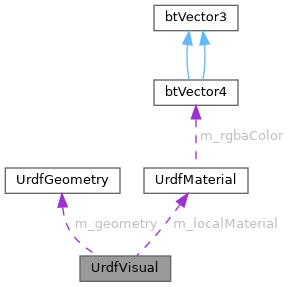 btVector3
btVector4
m_rgbaColor
UrdfGeometry
UrdfMaterial
m_geometry
m_localMaterial
UrdfVisual